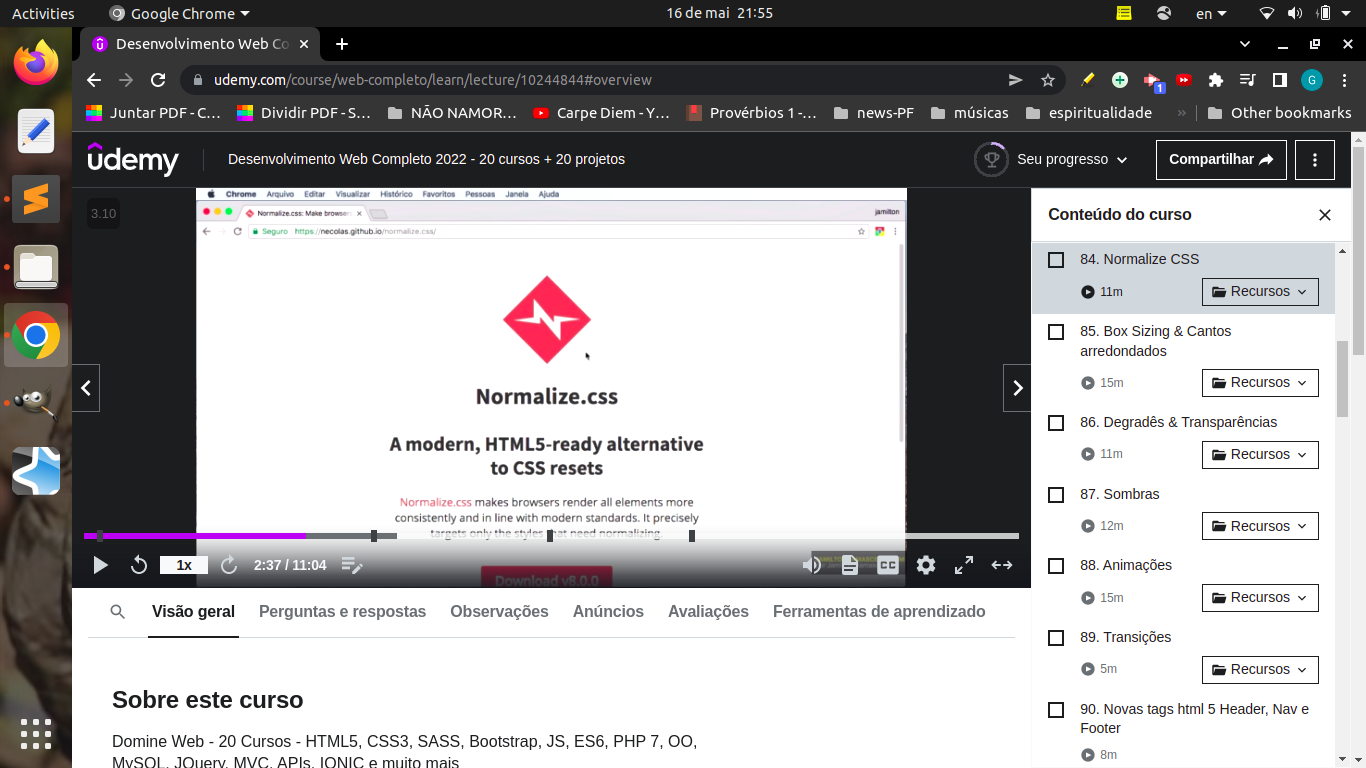 Activities
Google Chrome
16 de mai 21:55
en
Desenvolvimento Web Co
udemy.com/course/web-completo/learn/lecture/10244844#overview
1
G
Juntar PDF - C…
Dividir PDF - S…
NÃO NAMOR…
Carpe Diem - Y…
Provérbios 1 -…
news-PF
músicas
espiritualidade
»
Other bookmarks
udemy
Desenvolvimento Web Completo 2022 - 20 cursos + 20 projetos
Seu progresso
Compartilhar
3.10
Chrome Arquivo Editar Visualizar Histórico Favoritos Pessoas Janela Ajuda
Normalize.css: Make browsers
jamilton
Seguro https://necolas.github.io/normalize.css/
Normalize.css
A modern, HTML5-ready alternative
to CSS resets
Normalize.css makes browsers render all elements more
consistently and in line with modern standards. It precisely
targets only the styles that need normalizing.
Download v8.0.0
1x
2:37 / 11:04
CC
Conteúdo do curso
84. Normalize CSS
11m
Recursos
85. Box Sizing & Cantos
arredondados
15m
Recursos
86. Degradês & Transparências
11m
Recursos
87. Sombras
12m
Recursos
88. Animações
15m
Recursos
89. Transições
5m
Recursos
90. Novas tags html 5 Header, Nav e
Footer
8m
Visão geral
Perguntas e respostas
Observações
Anúncios
Avaliações
Ferramentas de aprendizado
Sobre este curso
Domine Web - 20 Cursos - HTML5, CSS3, SASS, Bootstrap, JS, ES6, PHP 7, OO,
MySQL, JQuery, MVC, APIs, IONIC e muito mais